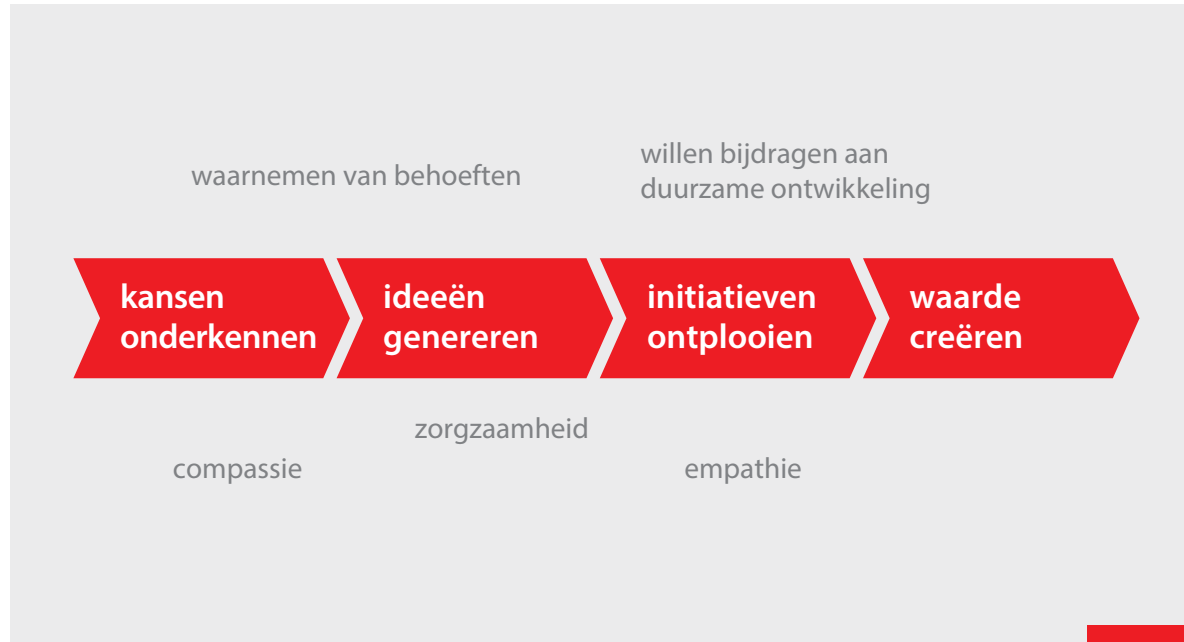 waarnemen van behoeften
willen bijdragen aan
duurzame ontwikkeling
kansen
onderkennen
ideeën
genereren
initiatieven
ontplooien
waarde
creëren
zorgzaamheid
compassie
empathie